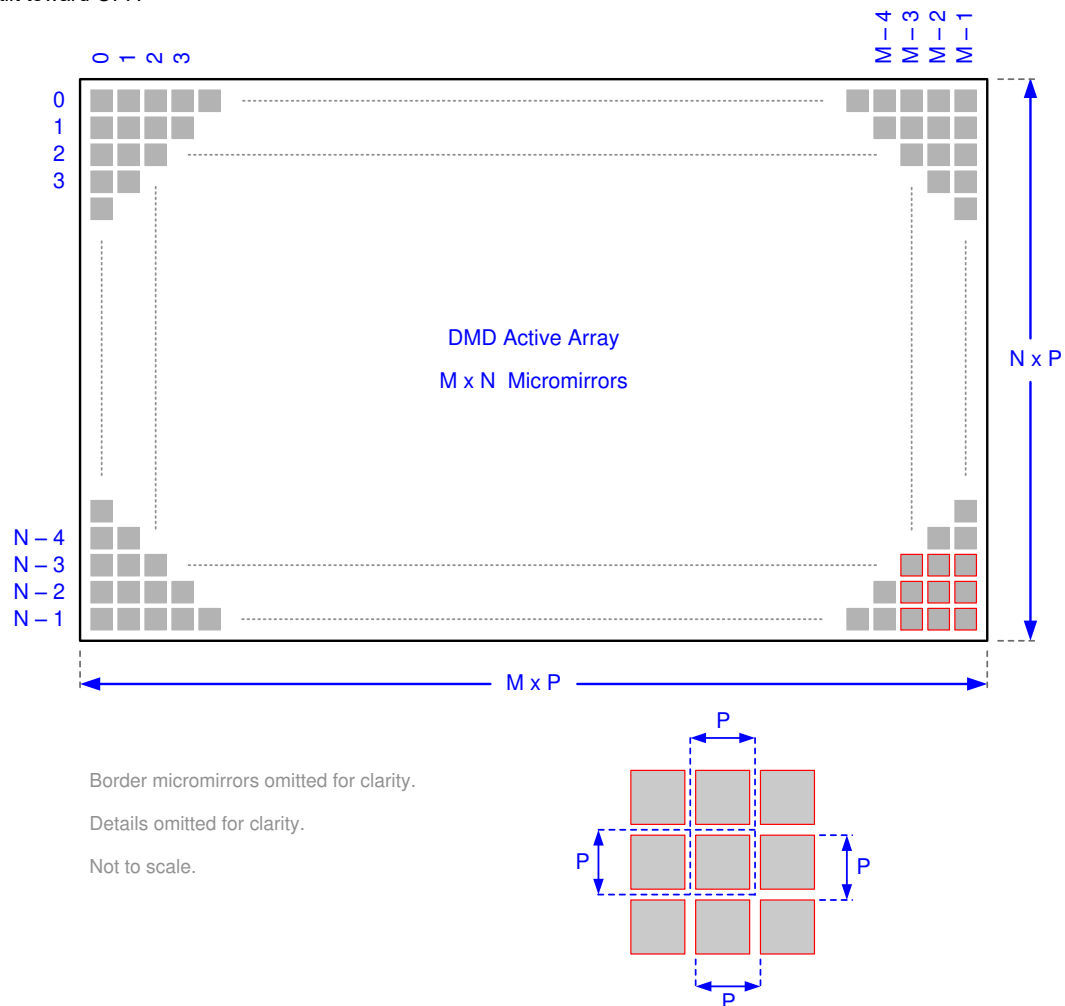 0 1 2 3
M – 4 M – 3 M – 2 M – 1
0
1
2
3
DMD Active Array
M x N Micromirrors
N x P
N – 4
N – 3
N – 2
N – 1
M x P
P
Border micromirrors omitted for clarity.
Details omitted for clarity.
Not to scale.
P
P
P